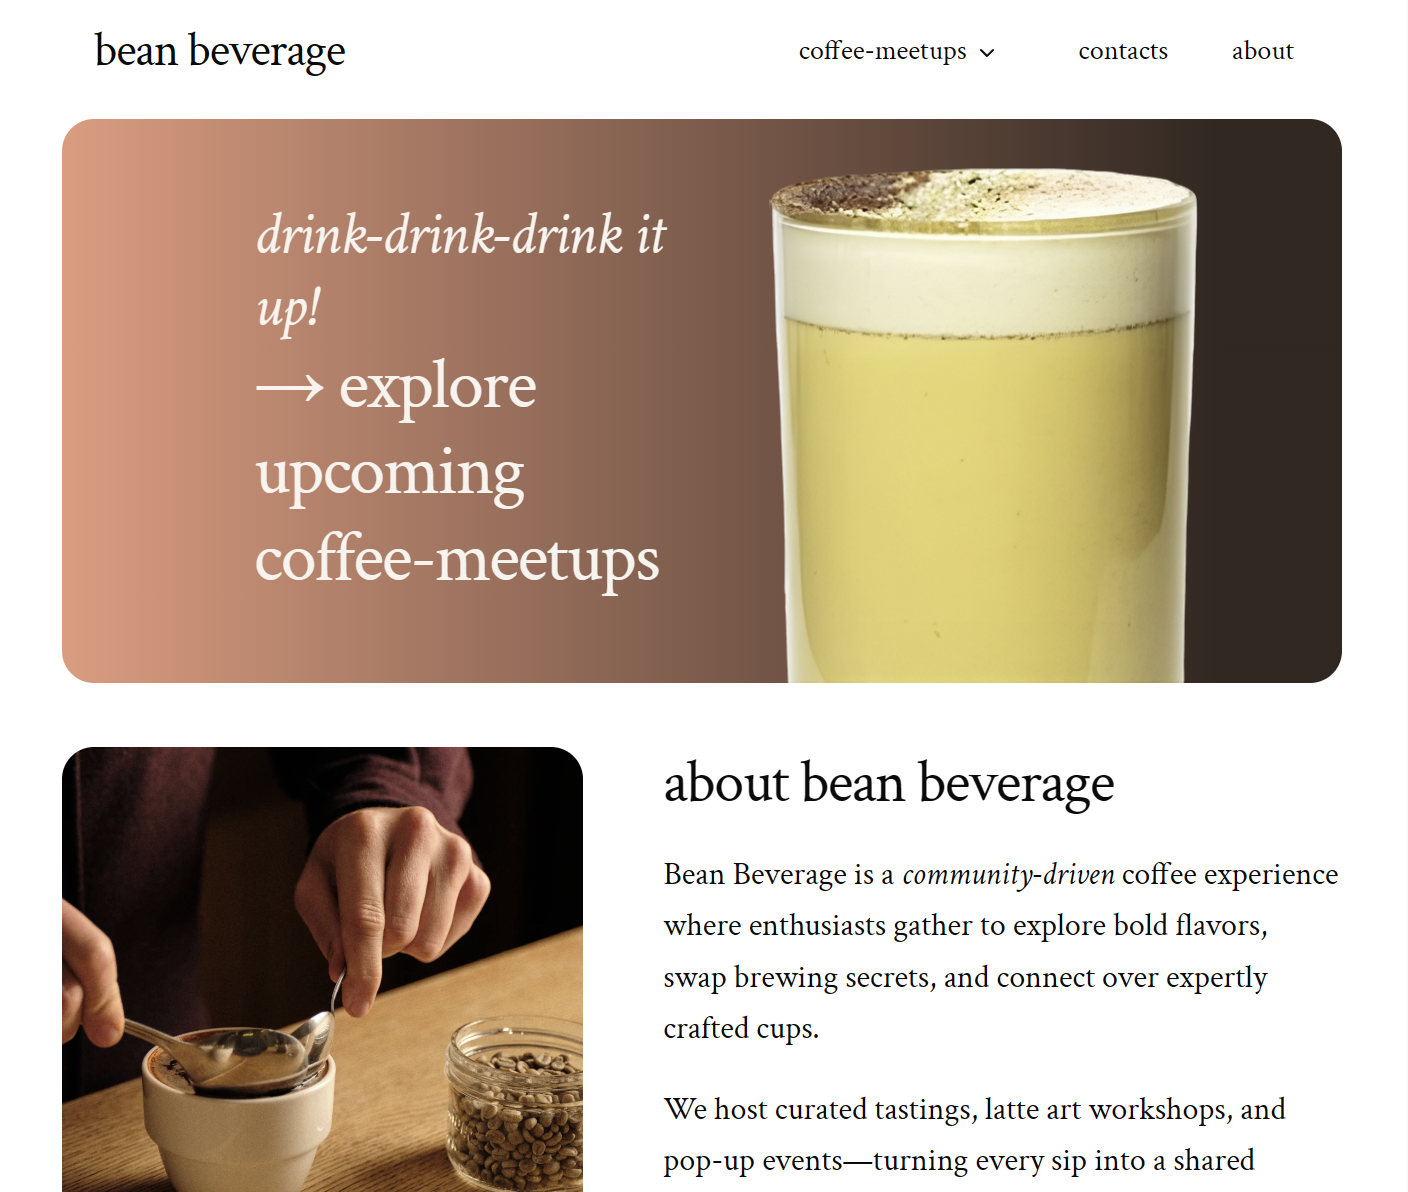 bean beverage
coffee-meetups
contacts
about
drink-drink-drink it
up!
→ explore
upcoming
coffee-meetups
about bean beverage
Bean Beverage is a community-driven coffee experience
where enthusiasts gather to explore bold flavors,
swap brewing secrets, and connect over expertly
crafted cups.
We host curated tastings, latte art workshops, and
pop-up events—turning every sip into a shared